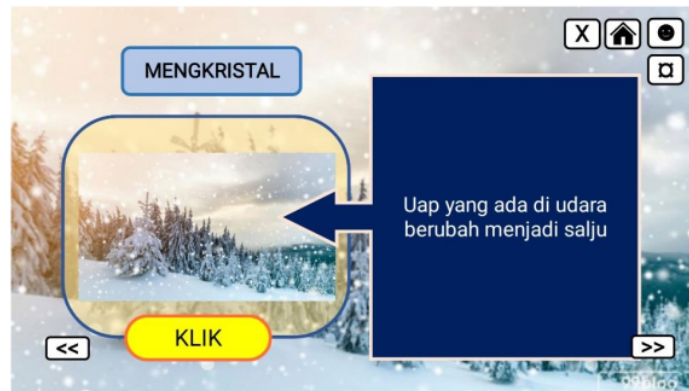 X
¤
MENGKRISTAL
Uap yang ada di udara
berubah menjadi salju
KLIK
<<
>>